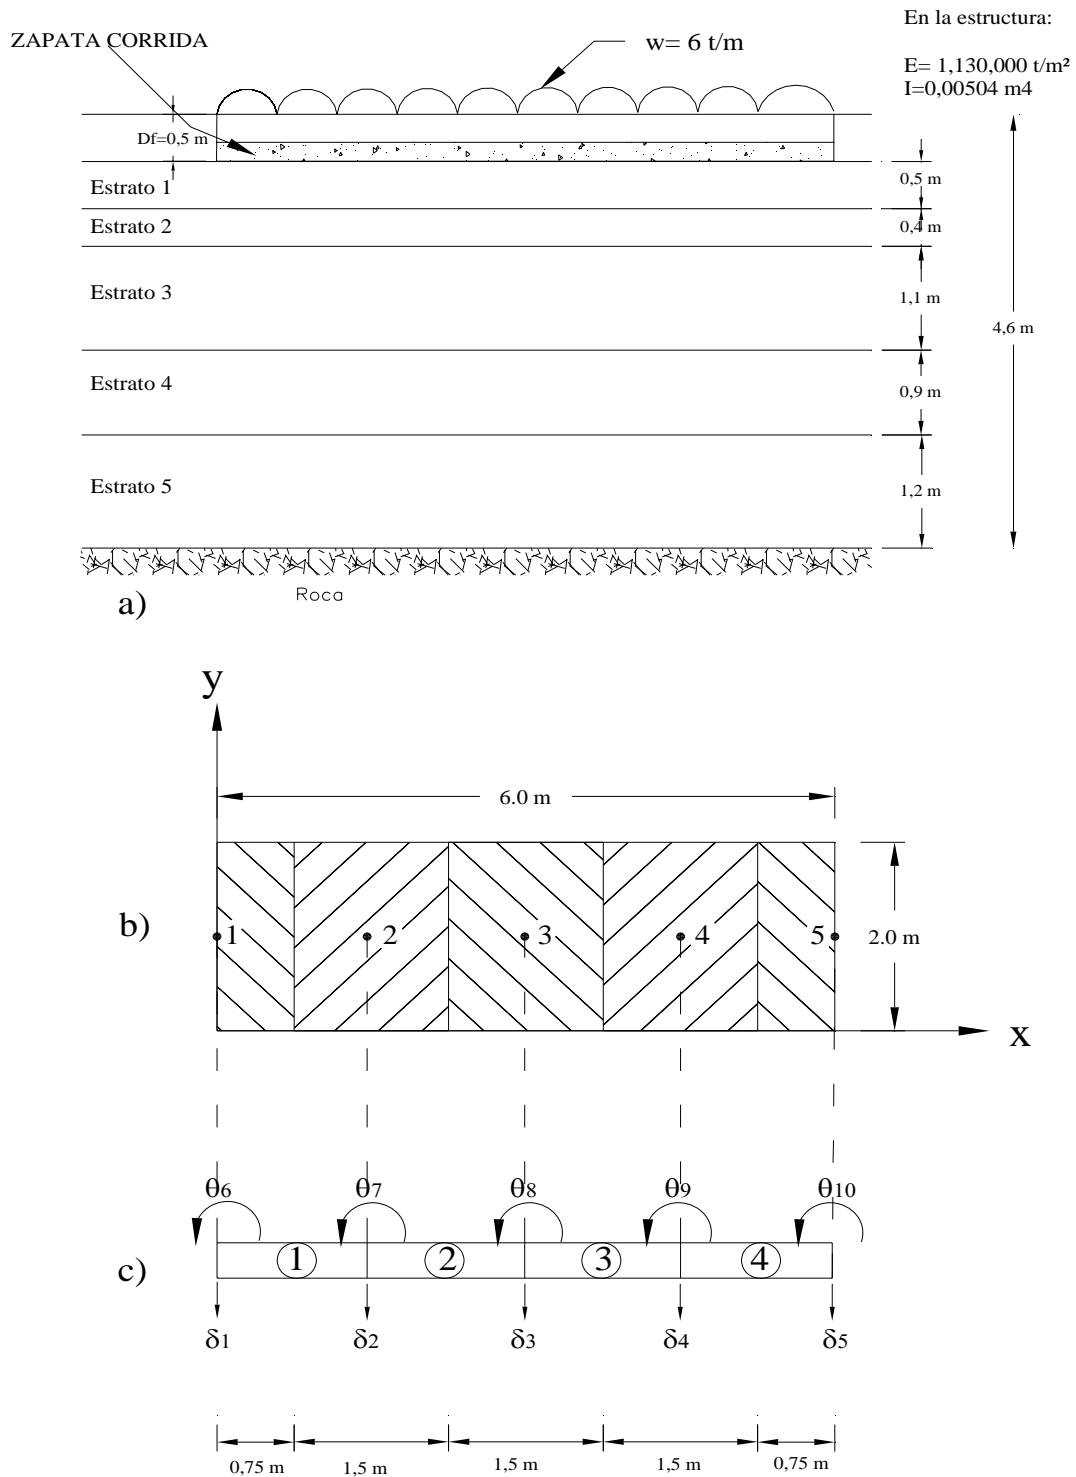 En la estructura:
ZAPATA CORRIDA
w= 6 t/m
E= 1,130,000 t/m²
I=0,00504 m4
Df=0,5 m
Estrato 1
0,5 m
Estrato 2
0,4 m
Estrato 3
1,1 m
4,6 m
Estrato 4
0,9 m
Estrato 5
1,2 m
Roca
a)
y
6.0 m
b)
1
2
3
4
5
2.0 m
x
θ6
θ7
θ8
θ9
θ10
c)
1
2
3
4
δ1
δ2
δ3
δ4
δ5
0,75 m
1,5 m
1,5 m
1,5 m
0,75 m